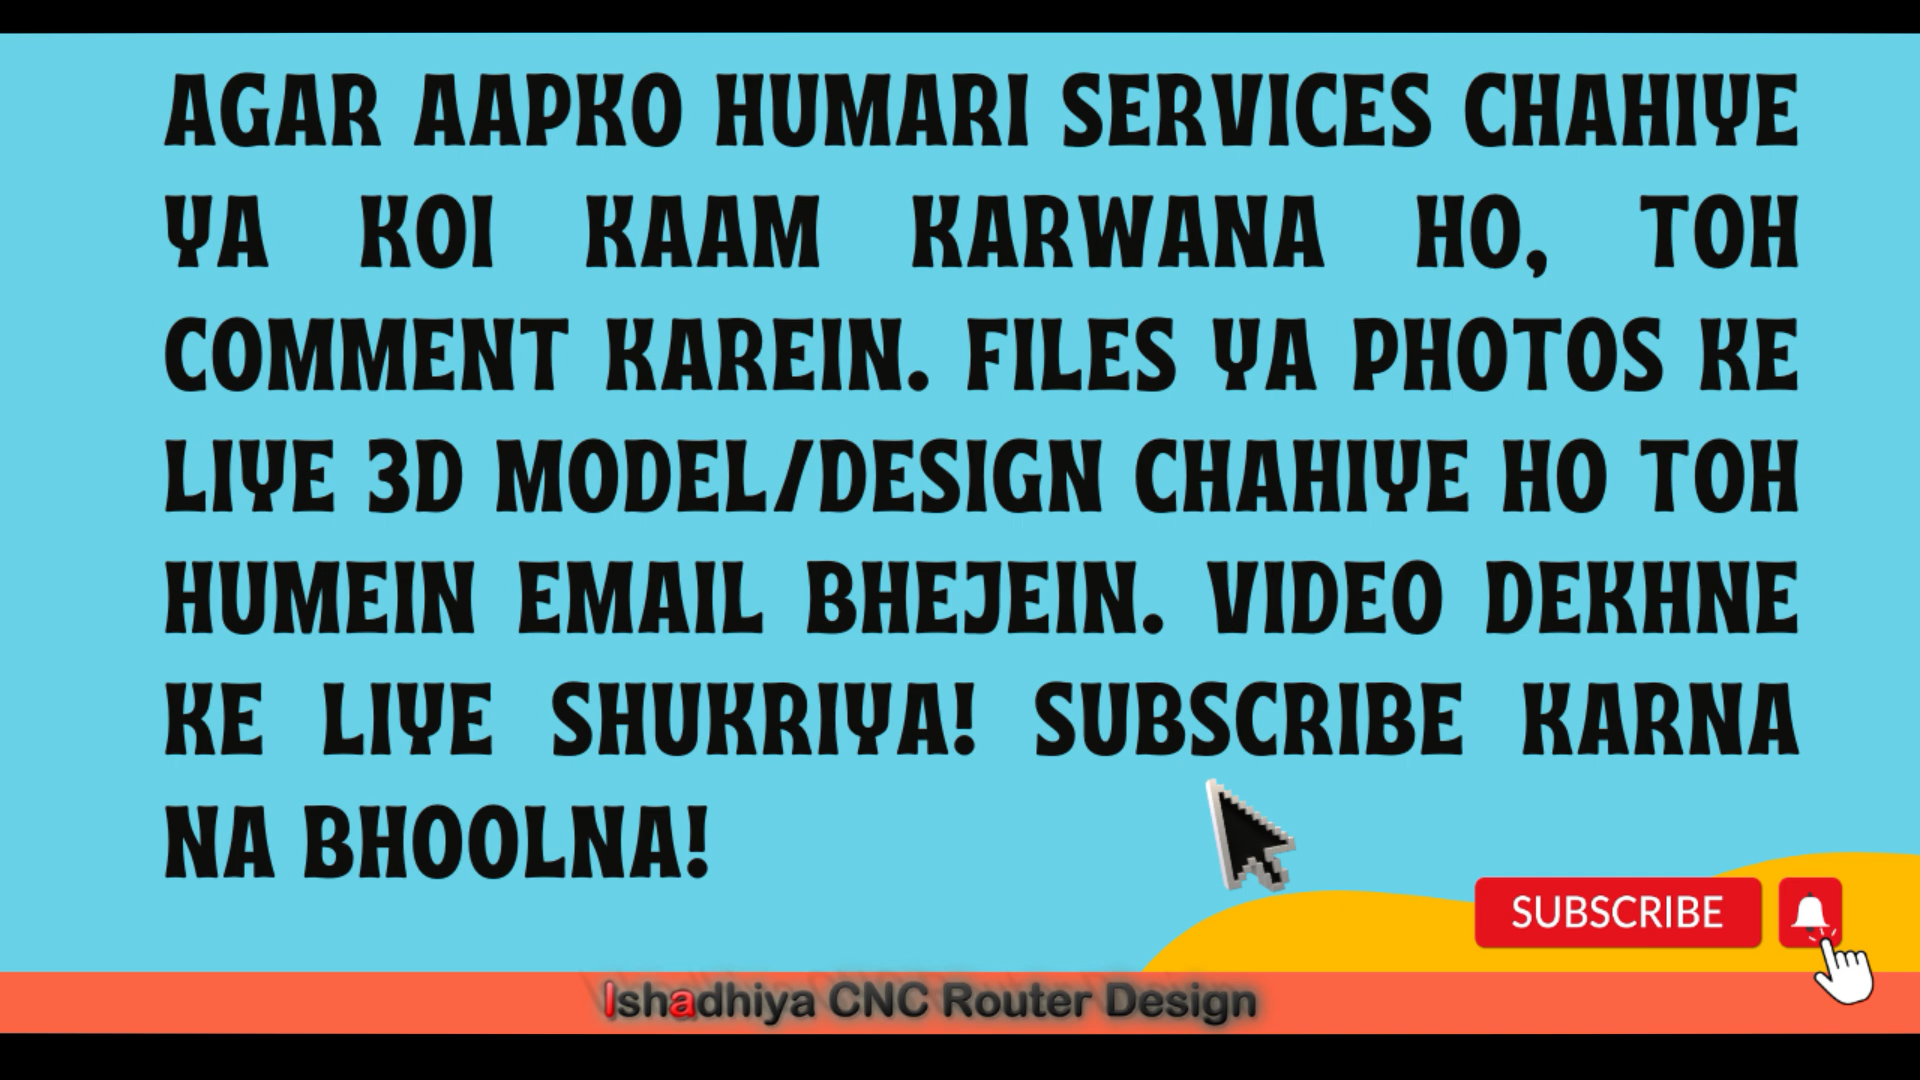 AGAR AAPKO HUMARI SERVICES CHAHIYE
YA KOI KAAM KARWANA HO, TOH
COMMENT KAREIN. FILES YA PHOTOS KE
LIYE 3D MODEL/DESIGN CHAHIYE HO TOH
HUMEIN EMAIL BHEJEIN. VIDEO DEKHNE
KE LIYE SHUKRIYA! SUBSCRIBE KARNA
NA BHOOLNA!
SUBSCRIBE
Ishadhiya CNC Router Design